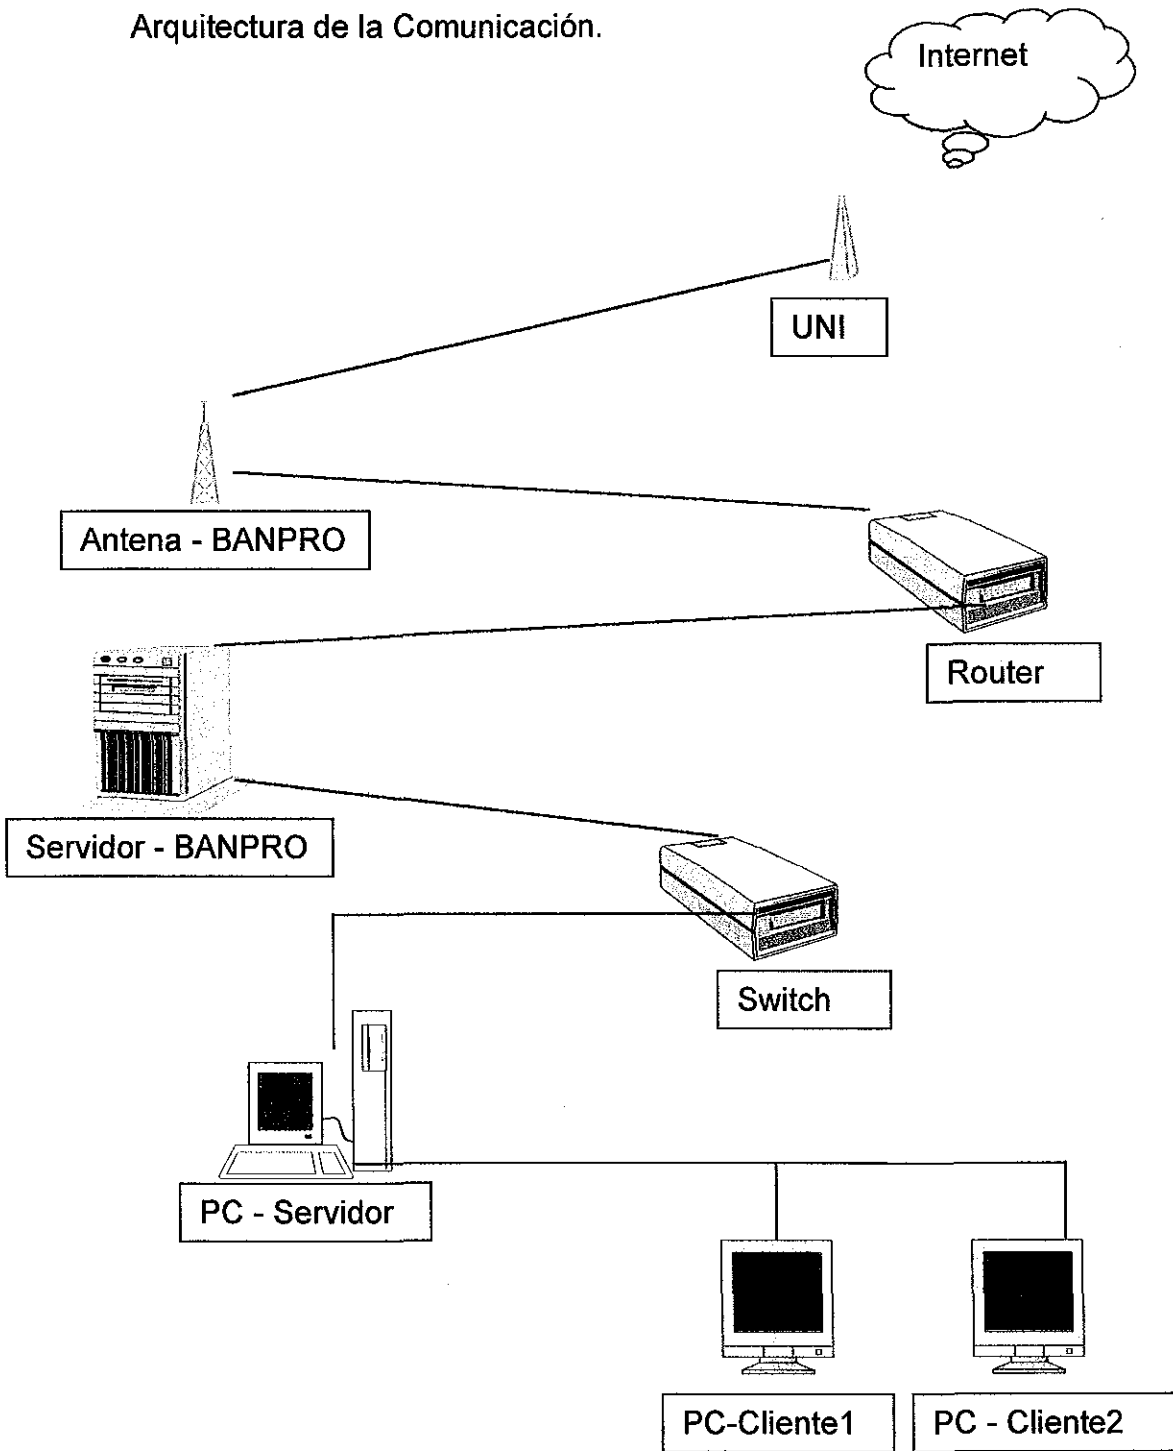 Arquitectura de la Comunicación.
Internet
UNI
Antena - BANPRO
Router
Servidor - BANPRO
Switch
PC - Servidor
PC-Cliente1
PC - Cliente2